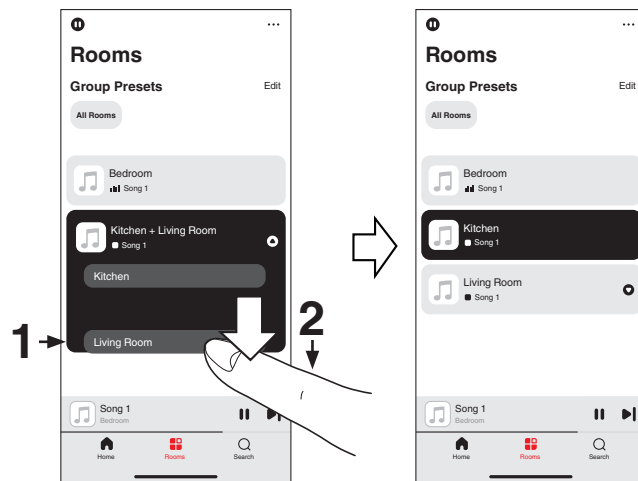 Rooms
Group Presets
Edit
All Rooms
Bedroom
Song 1
Kitchen + Living Room
Song 1
Kitchen
Living Room
1
2
Song 1
Bedroom
Home
Rooms
Search
Rooms
Group Presets
Edit
All Rooms
Bedroom
Song 1
Kitchen
Song 1
Living Room
Song 1
Song 1
Bedroom
Home
Rooms
Search